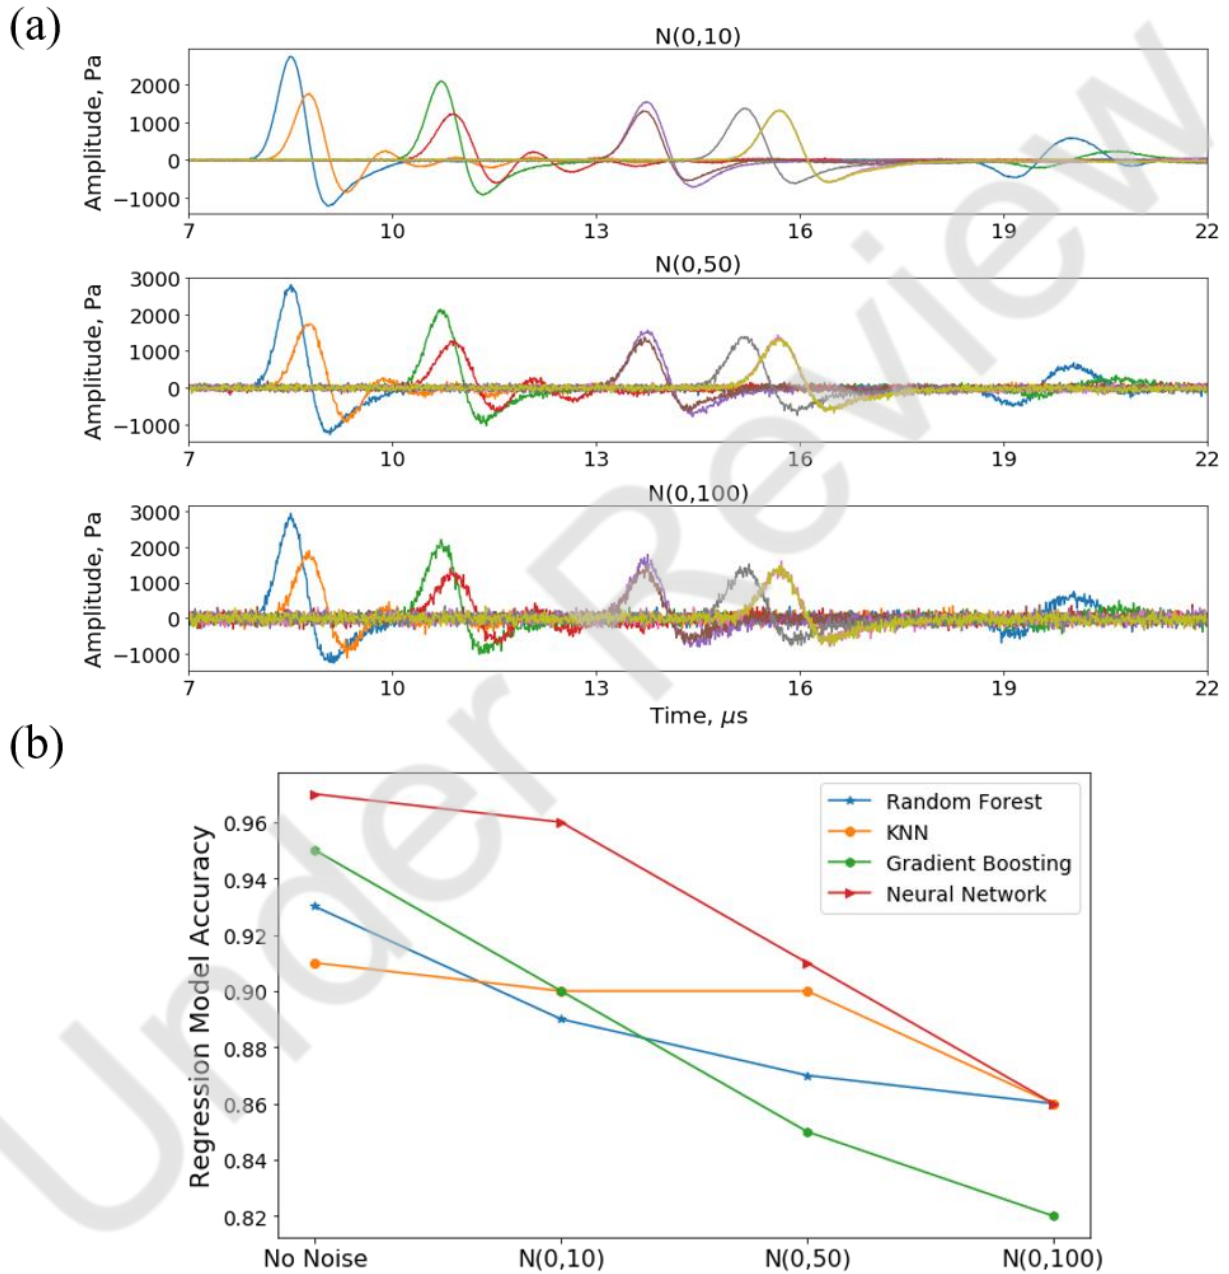 (a)
N(0,10)
Amplitude, Pa
2000
1000
0
−1000
7 10 13 16 19 22
N(0,50)
Amplitude, Pa
3000
2000
1000
0
−1000
7 10 13 16 19 22
N(0,100)
Amplitude, Pa
3000
2000
1000
0
−1000
7 10 13 16 19 22
Time, μs
(b)
Regression Model Accuracy
0.96
0.94
0.92
0.90
0.88
0.86
0.84
0.82
Random Forest
KNN
Gradient Boosting
Neural Network
No Noise N(0,10) N(0,50) N(0,100)
Under Review